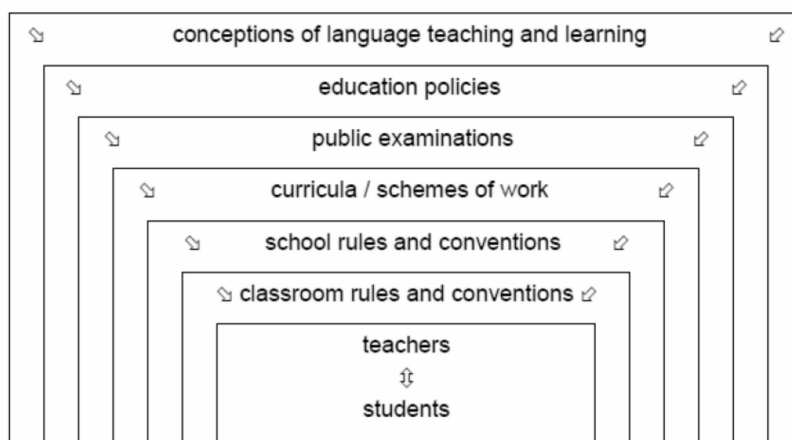 conceptions of language teaching and learning
education policies
public examinations
curricula / schemes of work
school rules and conventions
classroom rules and conventions
teachers
students